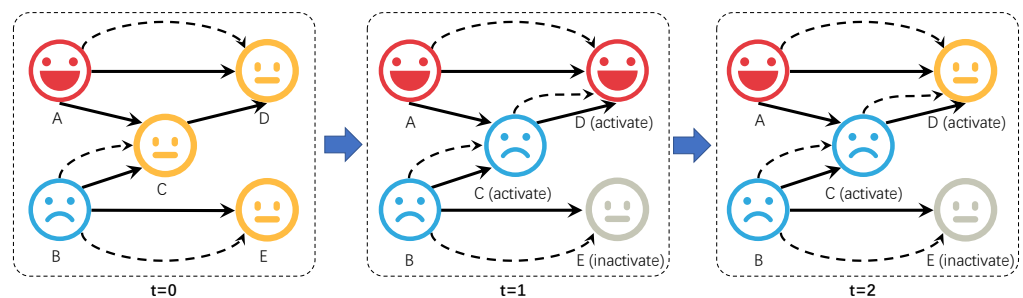 A
D
C
B
E
t=0
A
D (activate)
C (activate)
B
E (inactivate)
t=1
A
D (activate)
C (activate)
B
E (inactivate)
t=2